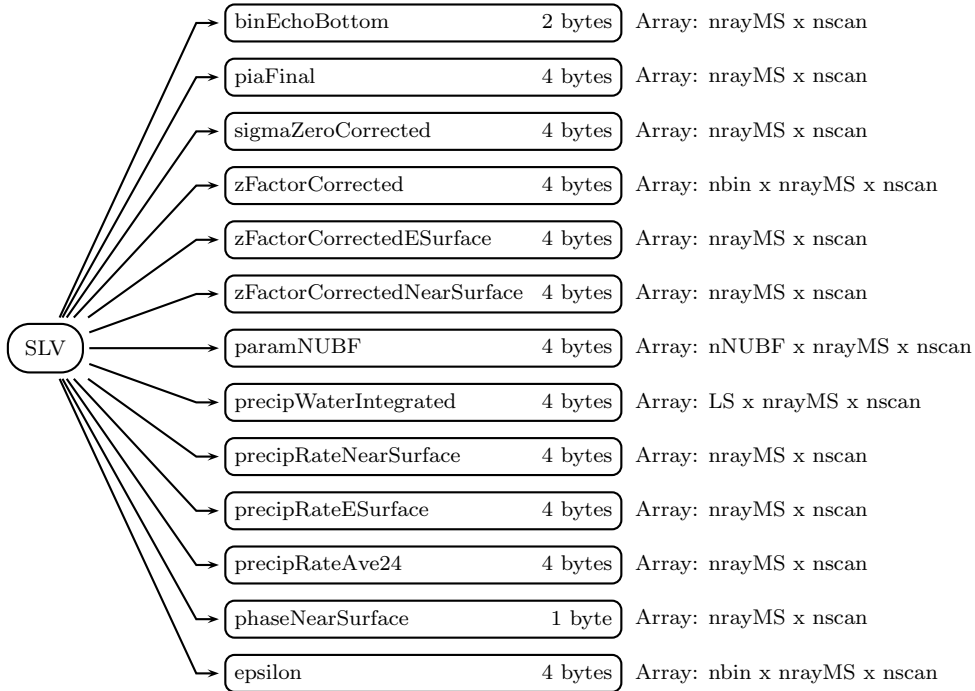 binEchoBottom 2 bytes Array: nrayMS x nscan
piaFinal 4 bytes Array: nrayMS x nscan
sigmaZeroCorrected 4 bytes Array: nrayMS x nscan
zFactorCorrected 4 bytes Array: nbin x nrayMS x nscan
zFactorCorrectedESurface 4 bytes Array: nrayMS x nscan
zFactorCorrectedNearSurface 4 bytes Array: nrayMS x nscan
SLV paramNUBF 4 bytes Array: nNUBF x nrayMS x nscan
precipWaterIntegrated 4 bytes Array: LS x nrayMS x nscan
precipRateNearSurface 4 bytes Array: nrayMS x nscan
precipRateESurface 4 bytes Array: nrayMS x nscan
precipRateAve24 4 bytes Array: nrayMS x nscan
phaseNearSurface 1 byte Array: nrayMS x nscan
epsilon 4 bytes Array: nbin x nrayMS x nscan